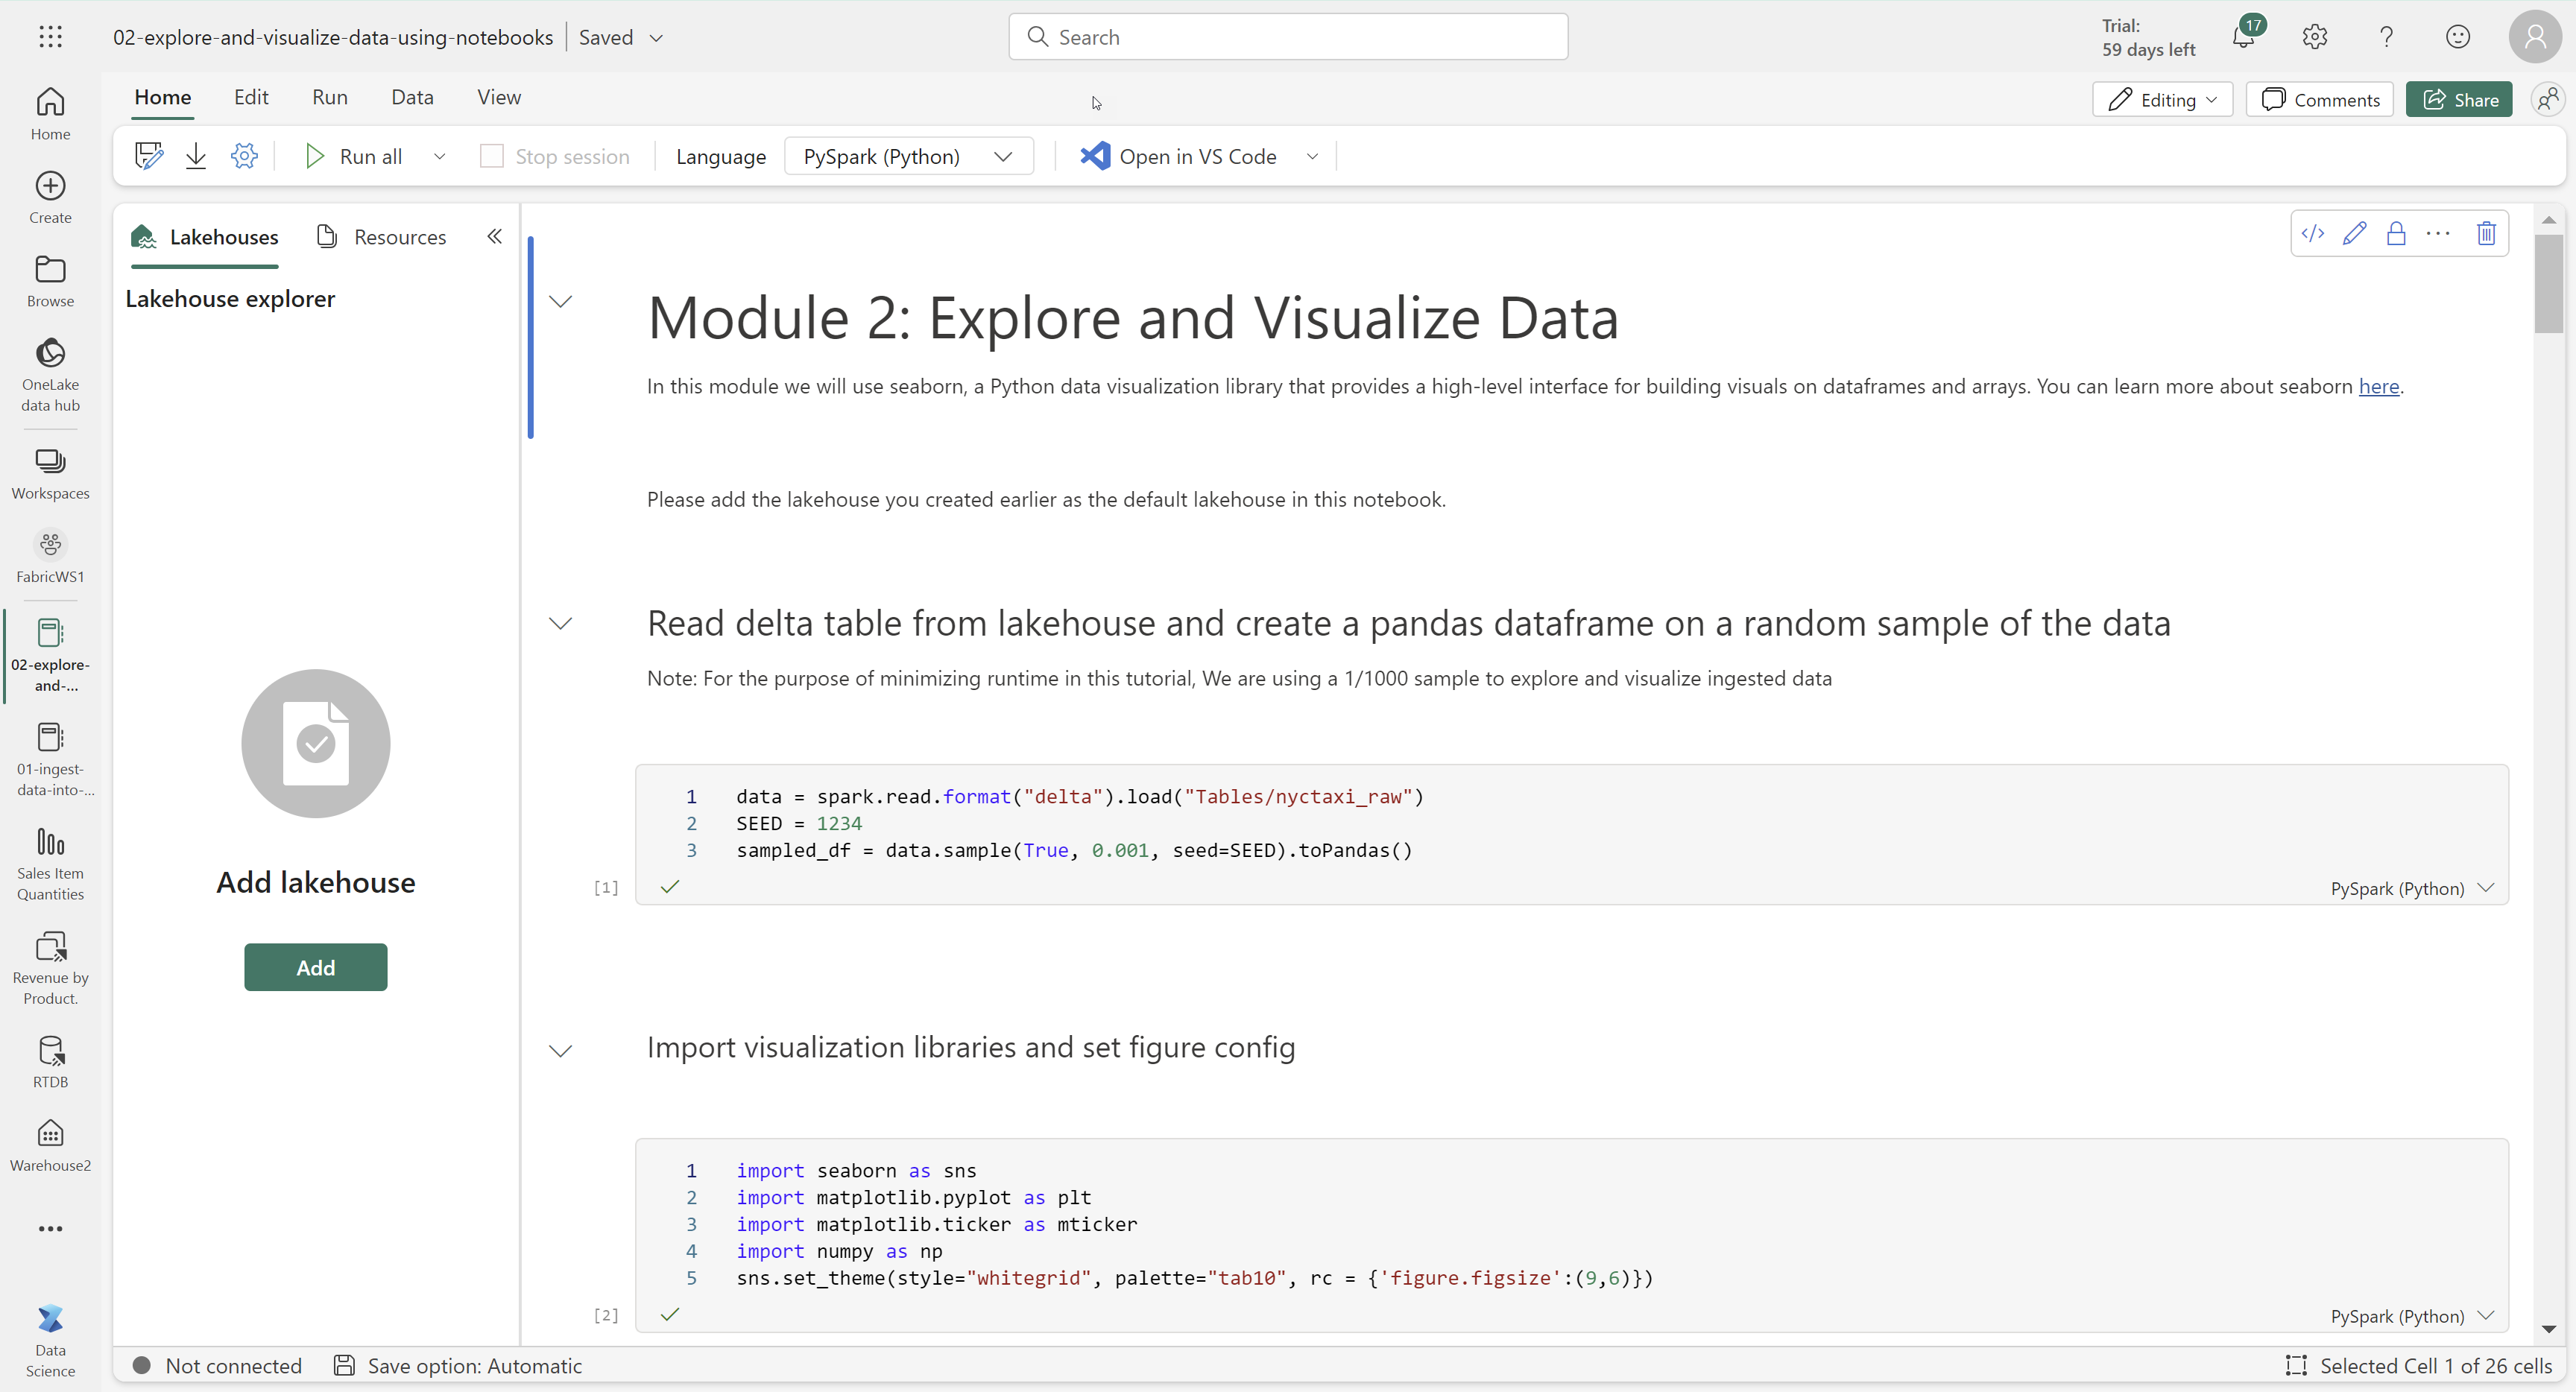 02-explore-and-visualize-data-using-notebooks
Saved
Search
Trial:
59 days left
17
Home
Edit
Run
Data
View
Editing
Comments
Share
Run all
Stop session
Language
PySpark (Python)
Open in VS Code
Home
Create
Browse
OneLake
data hub
Workspaces
FabricWS1
02-explore-
and-...
01-ingest-
data-into-...
Sales Item
Quantities
Revenue by
Product.
RTDB
Warehouse2
Data
Science
Lakehouses
Resources
Lakehouse explorer
Add lakehouse
Add
Module 2: Explore and Visualize Data
In this module we will use seaborn, a Python data visualization library that provides a high-level interface for building visuals on dataframes and arrays. You can learn more about seaborn here.
Please add the lakehouse you created earlier as the default lakehouse in this notebook.
Read delta table from lakehouse and create a pandas dataframe on a random sample of the data
Note: For the purpose of minimizing runtime in this tutorial, We are using a 1/1000 sample to explore and visualize ingested data
1 data = spark.read.format("delta").load("Tables/nyctaxi_raw")
2 SEED = 1234
3 sampled_df = data.sample(True, 0.001, seed=SEED).toPandas()
[1]
PySpark (Python)
Import visualization libraries and set figure config
1 import seaborn as sns
2 import matplotlib.pyplot as plt
3 import matplotlib.ticker as mticker
4 import numpy as np
5 sns.set_theme(style="whitegrid", palette="tab10", rc = {'figure.figsize':(9,6)})
[2]
PySpark (Python)
Not connected
Save option: Automatic
Selected Cell 1 of 26 cells